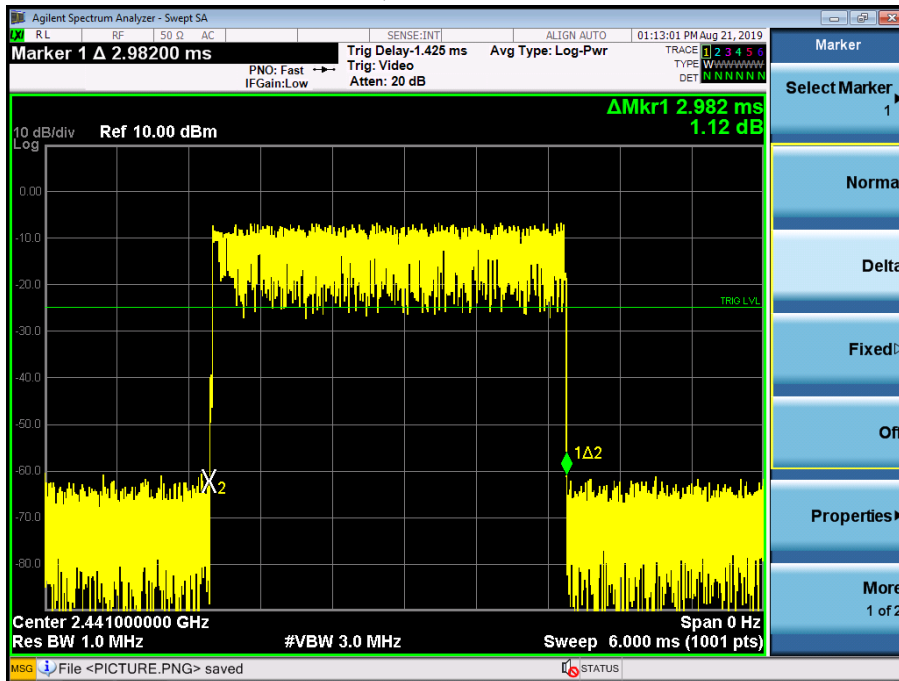 Agilent Spectrum Analyzer - Swept SA
LXI RL RF 50 Ω AC SENSE:INT ALIGN AUTO 01:13:01 PM Aug 21, 2019
Marker 1 Δ 2.98200 ms
PNO: Fast
IFGain:Low
Trig Delay-1.425 ms
Trig: Video
Atten: 20 dB
Avg Type: Log-Pwr
TRACE 1 2 3 4 5 6
TYPE WWWWWW
DET N N N N N N
ΔMkr1 2.982 ms
1.12 dB
10 dB/div Ref 10.00 dBm
Log
0.00
-10.0
-20.0
TRIG LVL
-30.0
-40.0
-50.0
1Δ2
-60.0
X2
-70.0
-80.0
Center 2.441000000 GHz Span 0 Hz
Res BW 1.0 MHz #VBW 3.0 MHz Sweep 6.000 ms (1001 pts)
MSG File <PICTURE.PNG> saved STATUS
Marker
Select Marker
1
Norma
Delta
Fixed
Off
Properties
More
1 of 2